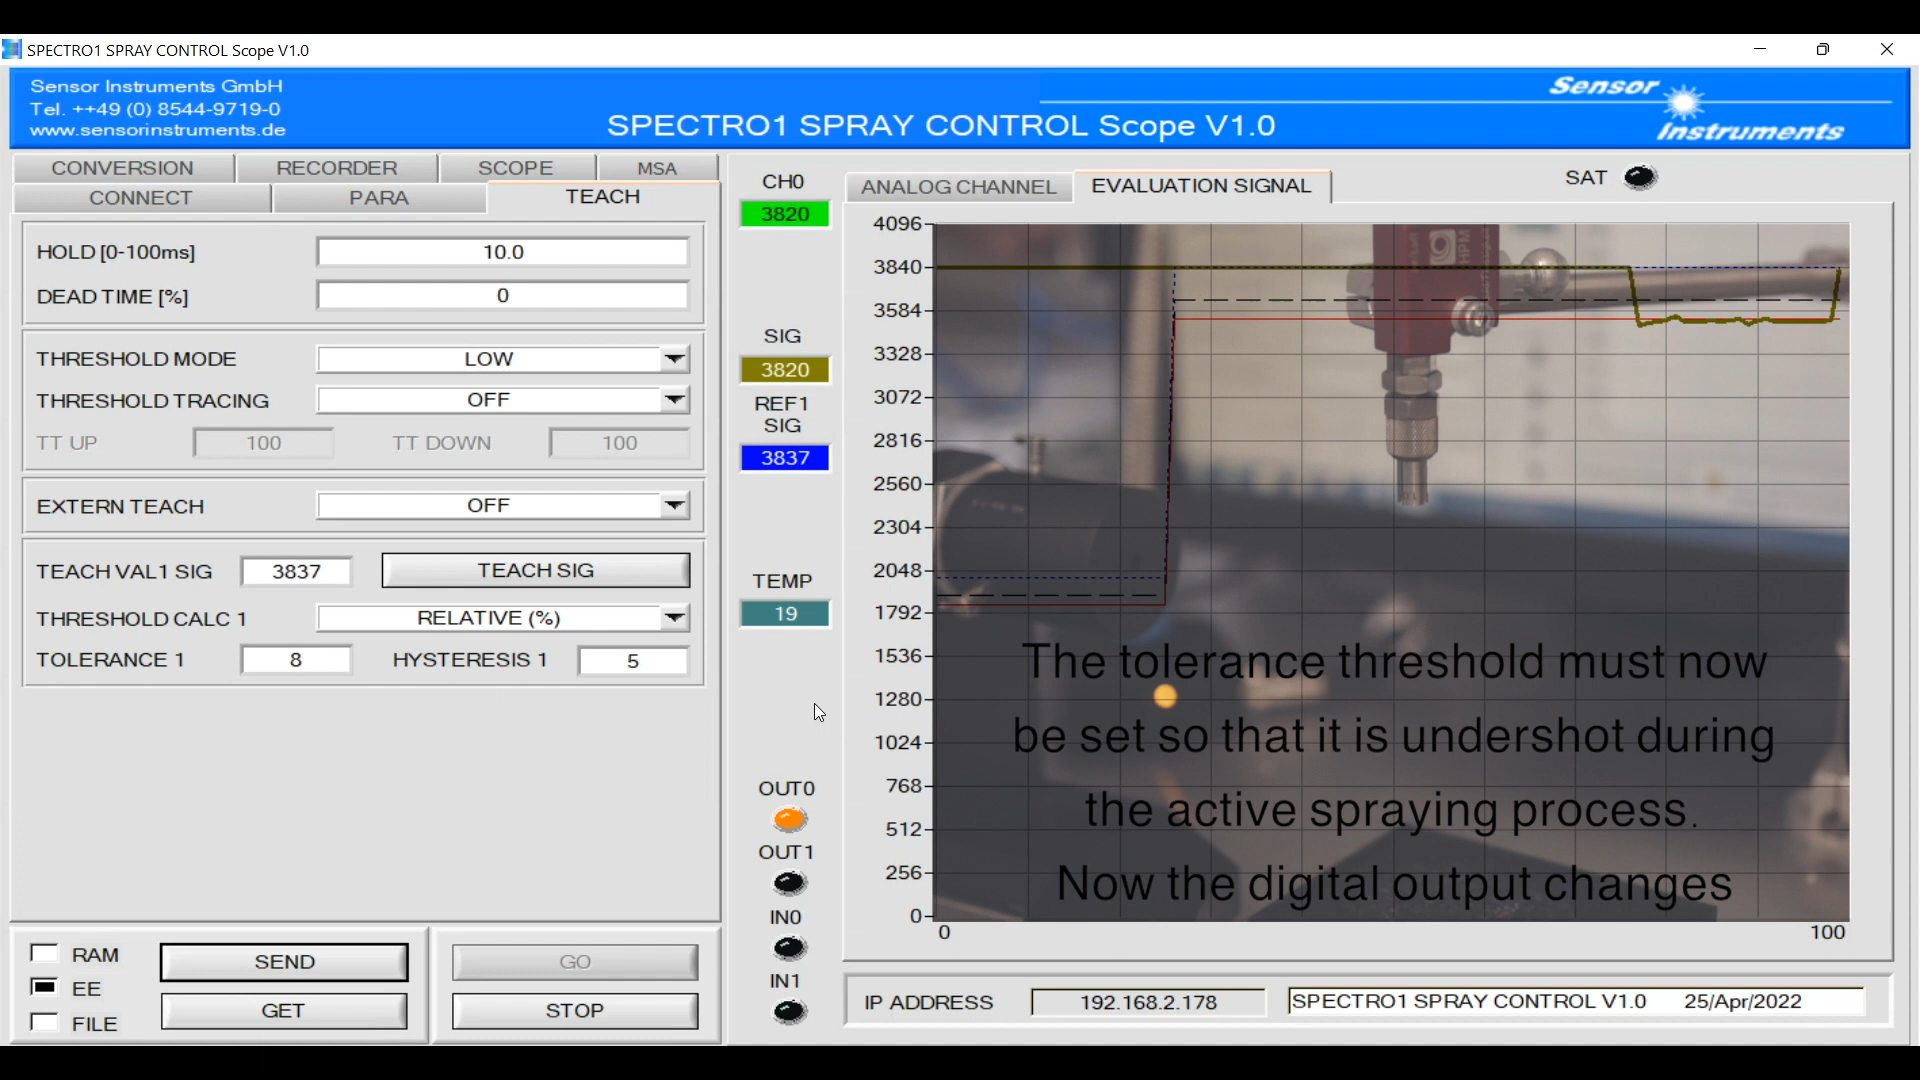 SPECTRO1 SPRAY CONTROL Scope V1.0
Sensor Instruments GmbH
Tel. ++49 (0) 8544-9719-0
www.sensorinstruments.de
SPECTRO1 SPRAY CONTROL Scope V1.0
Sensor
Instruments
CONVERSION RECORDER SCOPE MSA
CONNECT PARA TEACH
HOLD [0-100ms] 10.0
DEAD TIME [%] 0
THRESHOLD MODE LOW
THRESHOLD TRACING OFF
TT UP 100 TT DOWN 100
EXTERN TEACH OFF
TEACH VAL1 SIG 3837 TEACH SIG
THRESHOLD CALC 1 RELATIVE (%)
TOLERANCE 1 8 HYSTERESIS 1 5
RAM SEND GO
EE
GET STOP
FILE
CH0
3820
SIG
3820
REF1
SIG
3837
TEMP
19
OUT0
OUT1
IN0
IN1
ANALOG CHANNEL EVALUATION SIGNAL SAT
4096
3840
3584
3328
3072
2816
2560
2304
2048
1792
1536
1280
1024
768
512
256
0
0 100
HPM
The tolerance threshold must now
be set so that it is undershot during
the active spraying process.
Now the digital output changes
IP ADDRESS 192.168.2.178 SPECTRO1 SPRAY CONTROL V1.0 25/Apr/2022